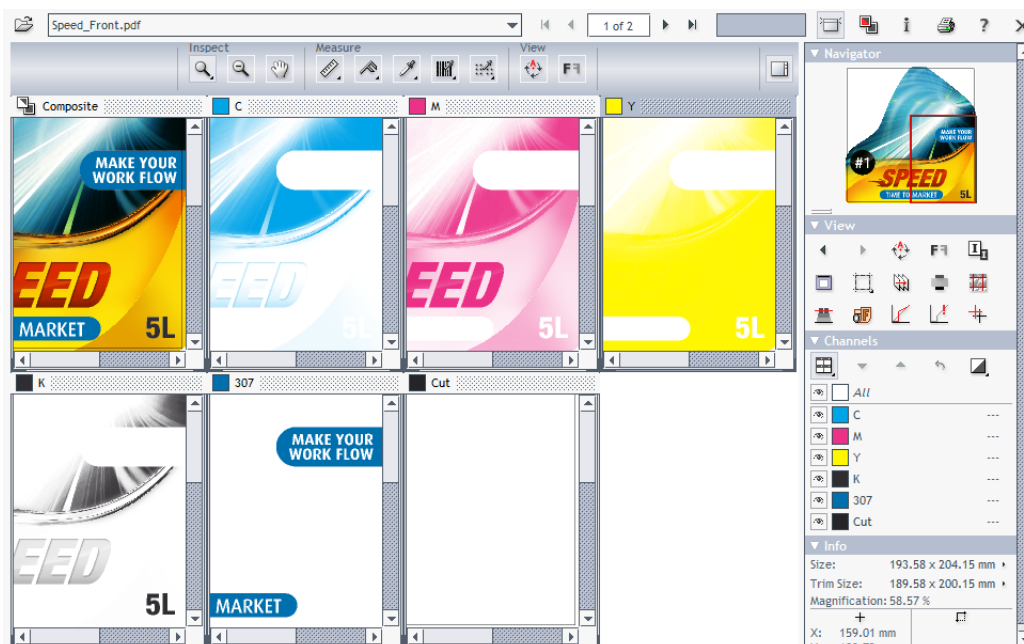 Speed_Front.pdf
1 of 2
Inspect
Measure
View
Composite
C
M
Y
MAKE YOUR
WORK FLOW
EED
MARKET
5L
EED
5L
EED
5L
5L
K
307
Cut
EED
5L
MAKE YOUR
WORK FLOW
MARKET
Navigator
MAKE YOUR
WORK FLOW
#1
SPEED
TIME TO MARKET
5L
View
Channels
All
C ---
M ---
Y ---
K ---
307 ---
Cut ---
Info
Size: 193.58 x 204.15 mm
Trim Size: 189.58 x 200.15 mm
Magnification: 58.57 %
X: 159.01 mm